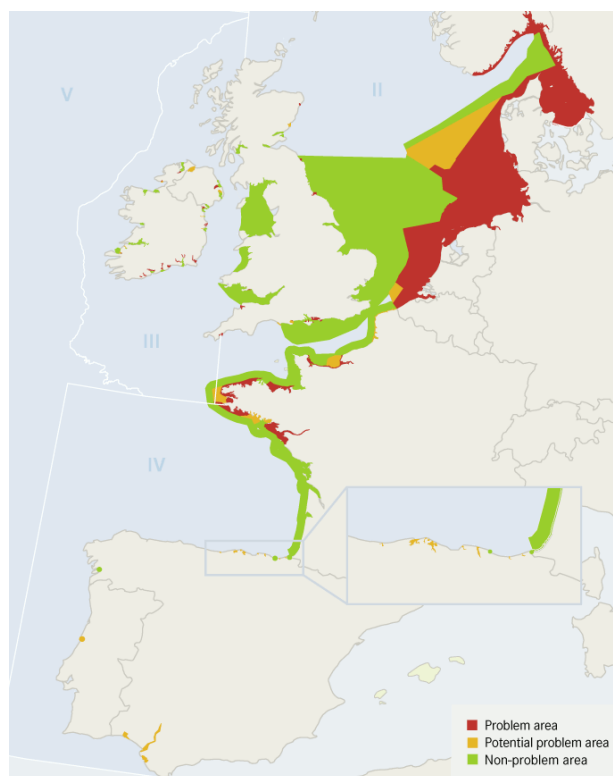 V
II
III
IV
Problem area
Potential problem area
Non-problem area